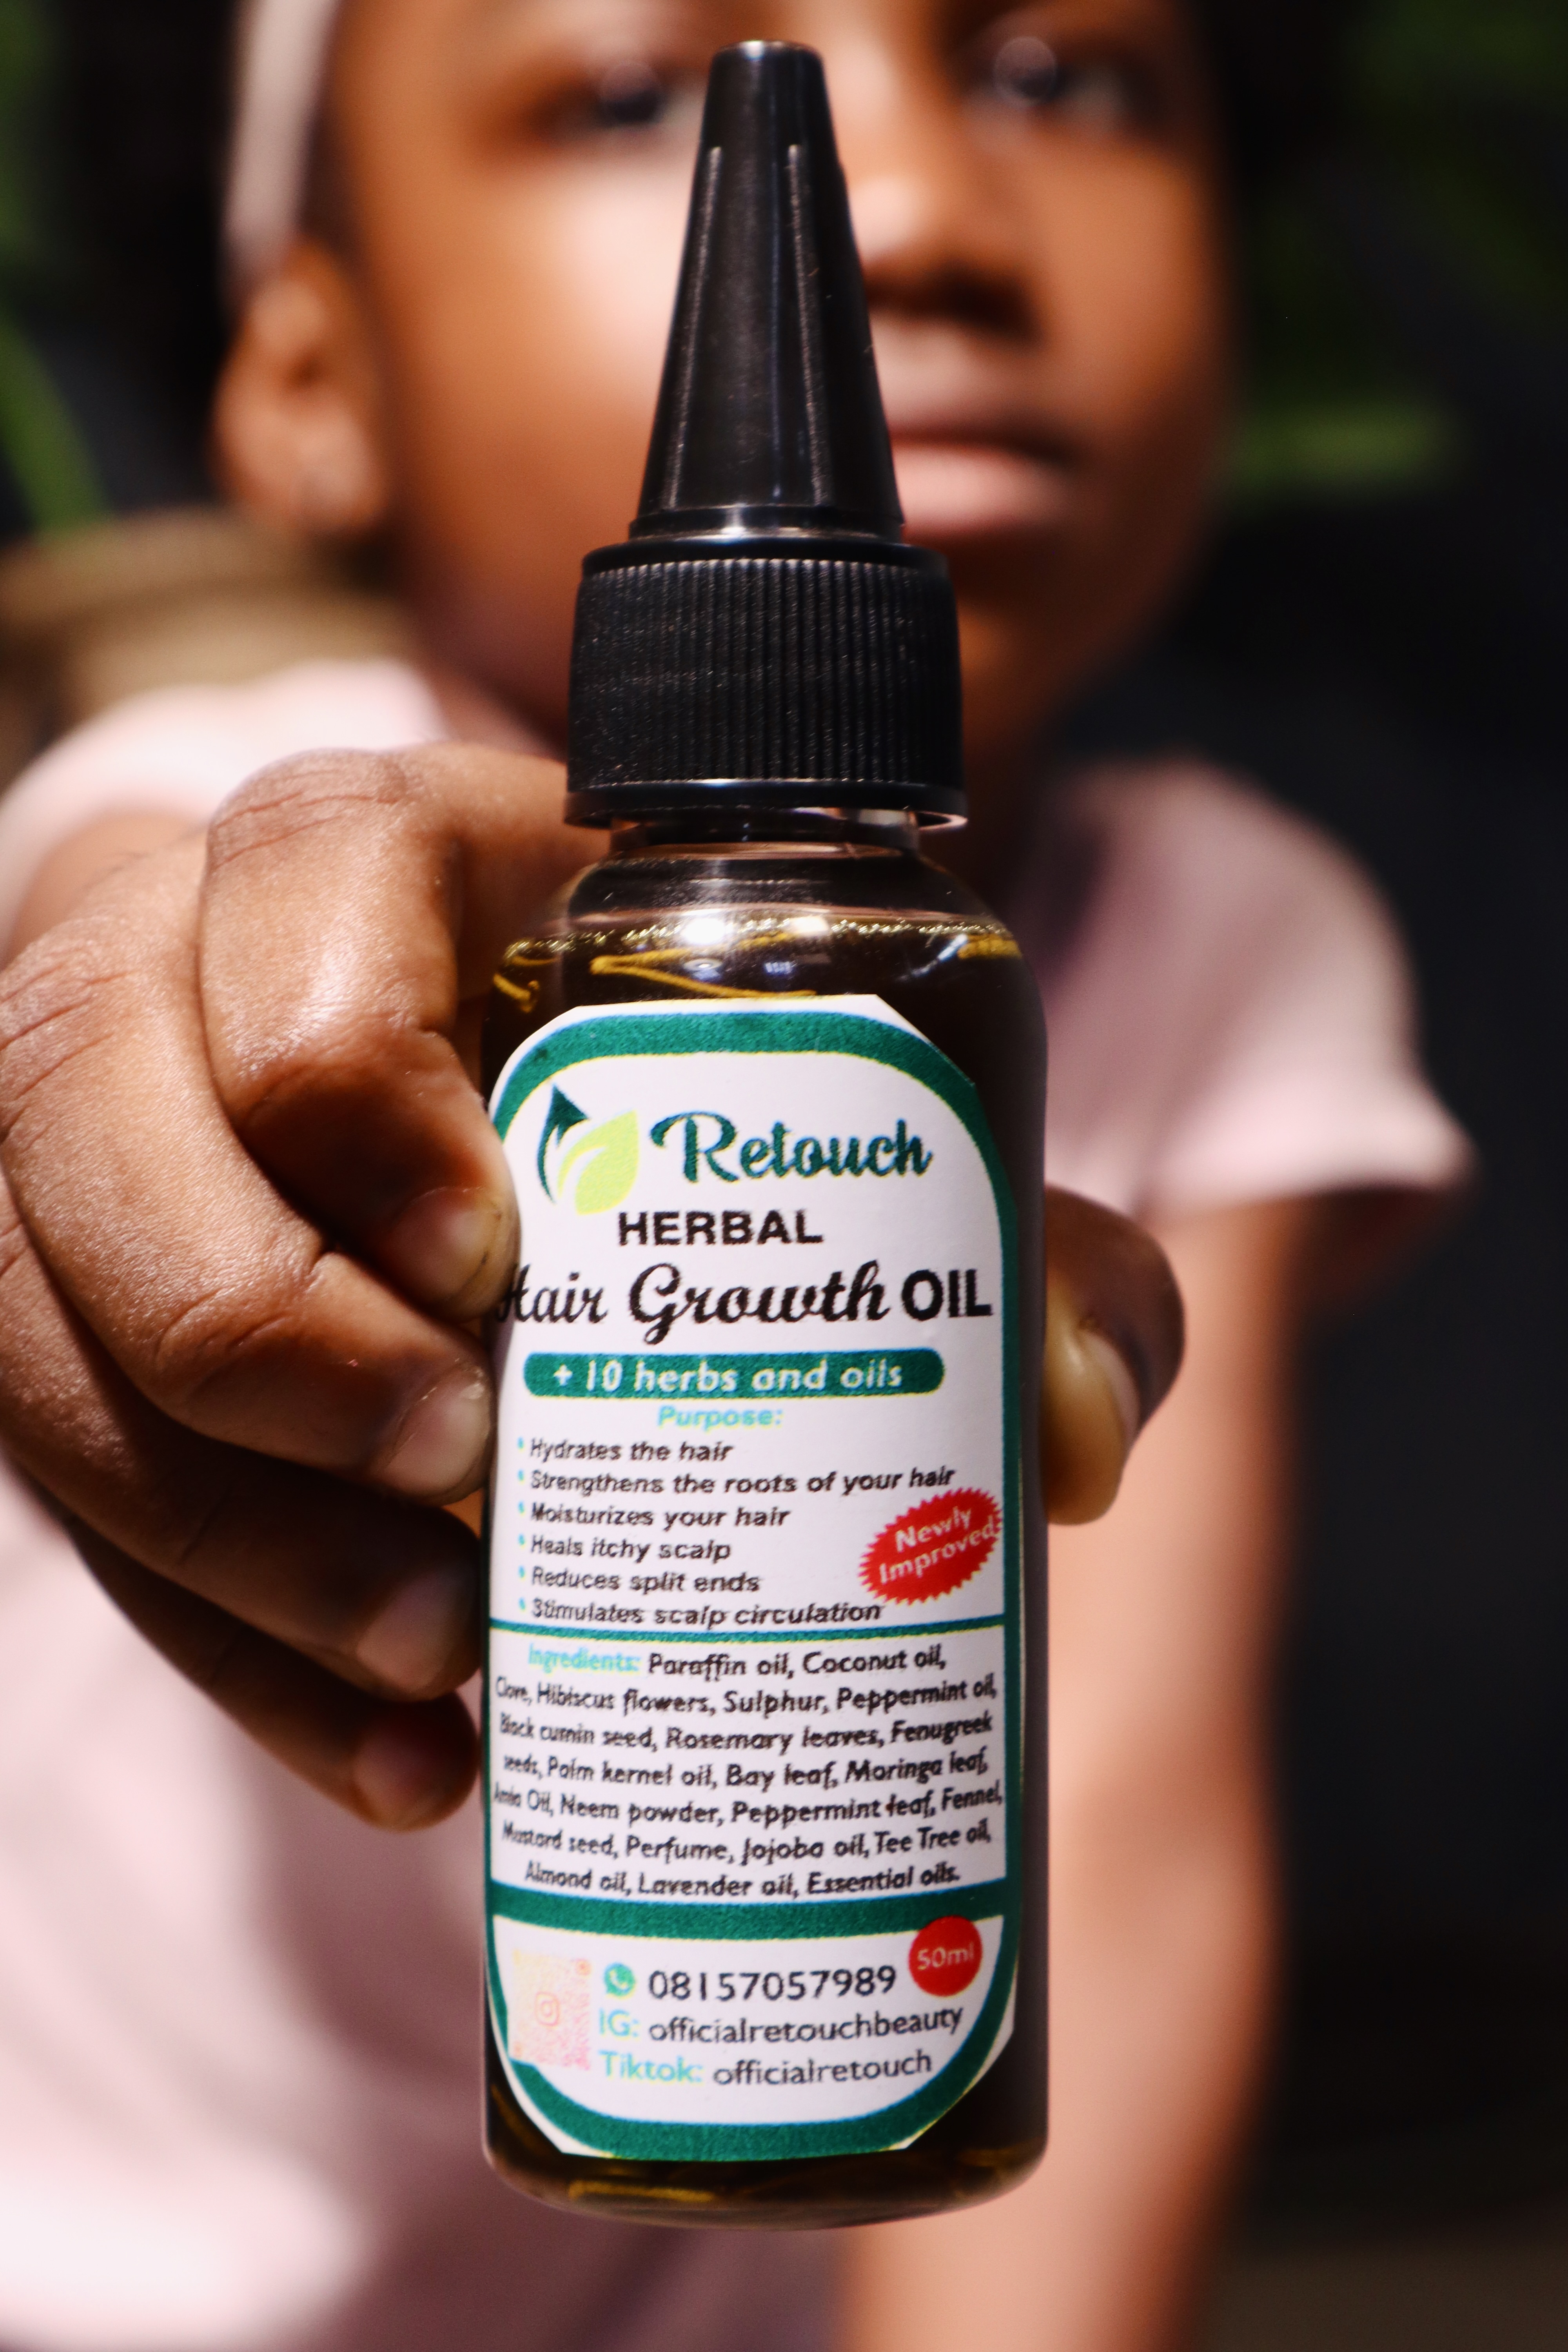 Retouch
HERBAL
Hair Growth OIL
+ 10 herbs and oils
Purpose:
• Hydrates the hair
• Strengthens the roots of your hair
• Moisturizes your hair
• Heals itchy scalp
• Reduces split ends
• Stimulates scalp circulation
Newly
Improved
Ingredients: Paraffin oil, Coconut oil,
Clove, Hibiscus flowers, Sulphur, Peppermint oil,
Black cumin seed, Rosemary leaves, Fenugreek
seeds, Palm kernel oil, Bay leaf, Moringa leaf,
Amla Oil, Neem powder, Peppermint leaf, Fennel,
Mustard seed, Perfume, Jojoba oil, Tee Tree oil,
Almond oil, Lavender oil, Essential oils.
50ml
08157057989
IG: officialretouchbeauty
Tiktok: officialretouch